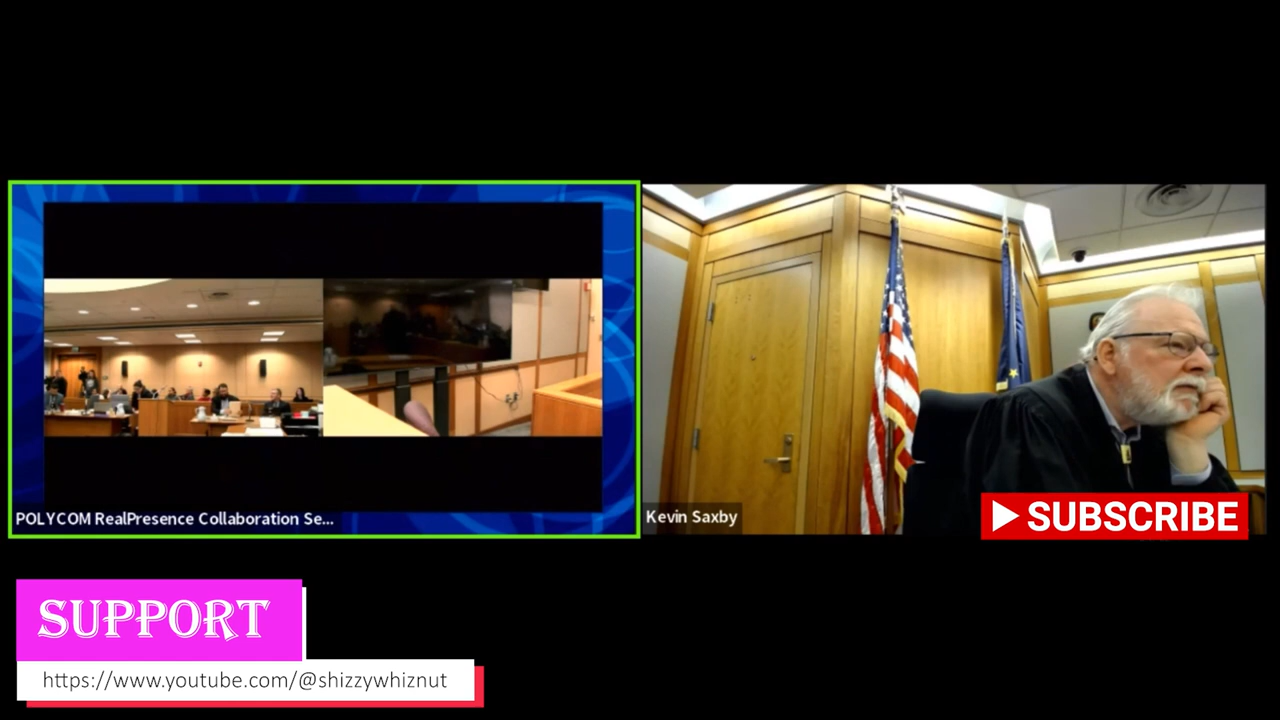 POLYCOM RealPresence Collaboration Se...
Kevin Saxby
SUBSCRIBE
SUPPORT
https://www.youtube.com/@shizzywhiznut